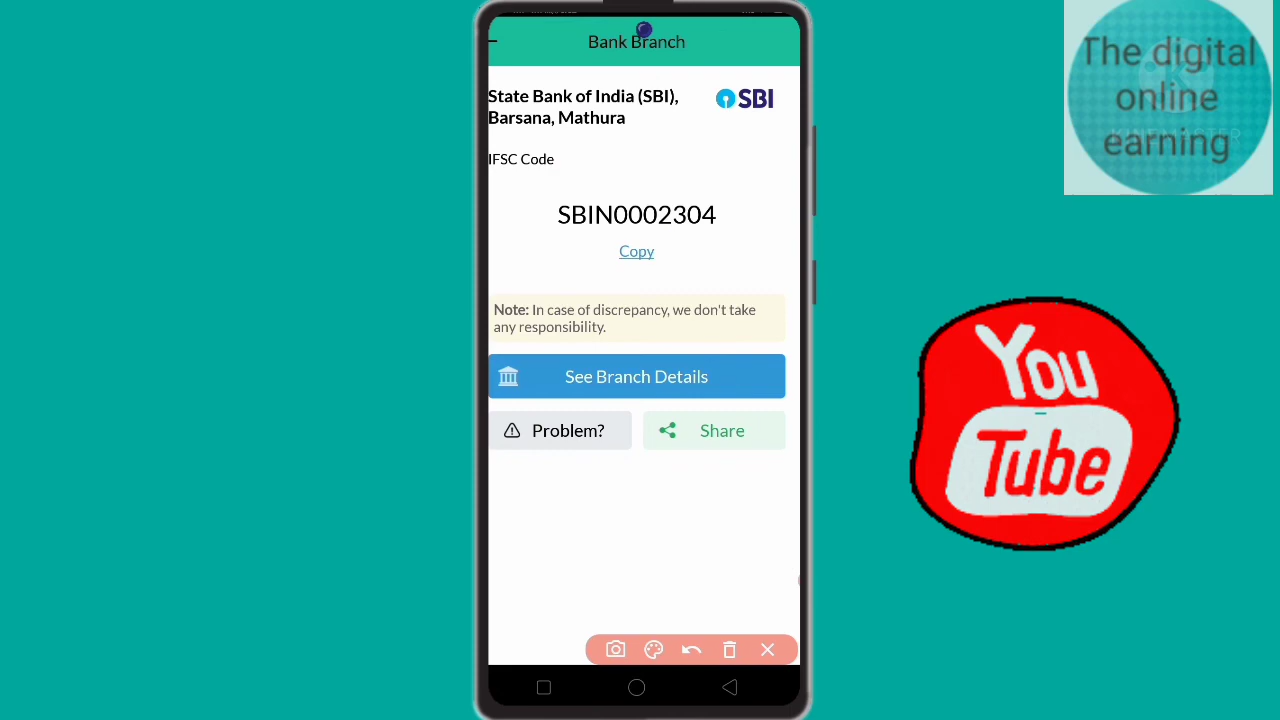 Bank Branch
State Bank of India (SBI),
Barsana, Mathura
SBI
IFSC Code
SBIN0002304
Copy
Note: In case of discrepancy, we don't take
any responsibility.
See Branch Details
Problem?
Share
The digital
online
earning
KINEMASTER
You
Tube